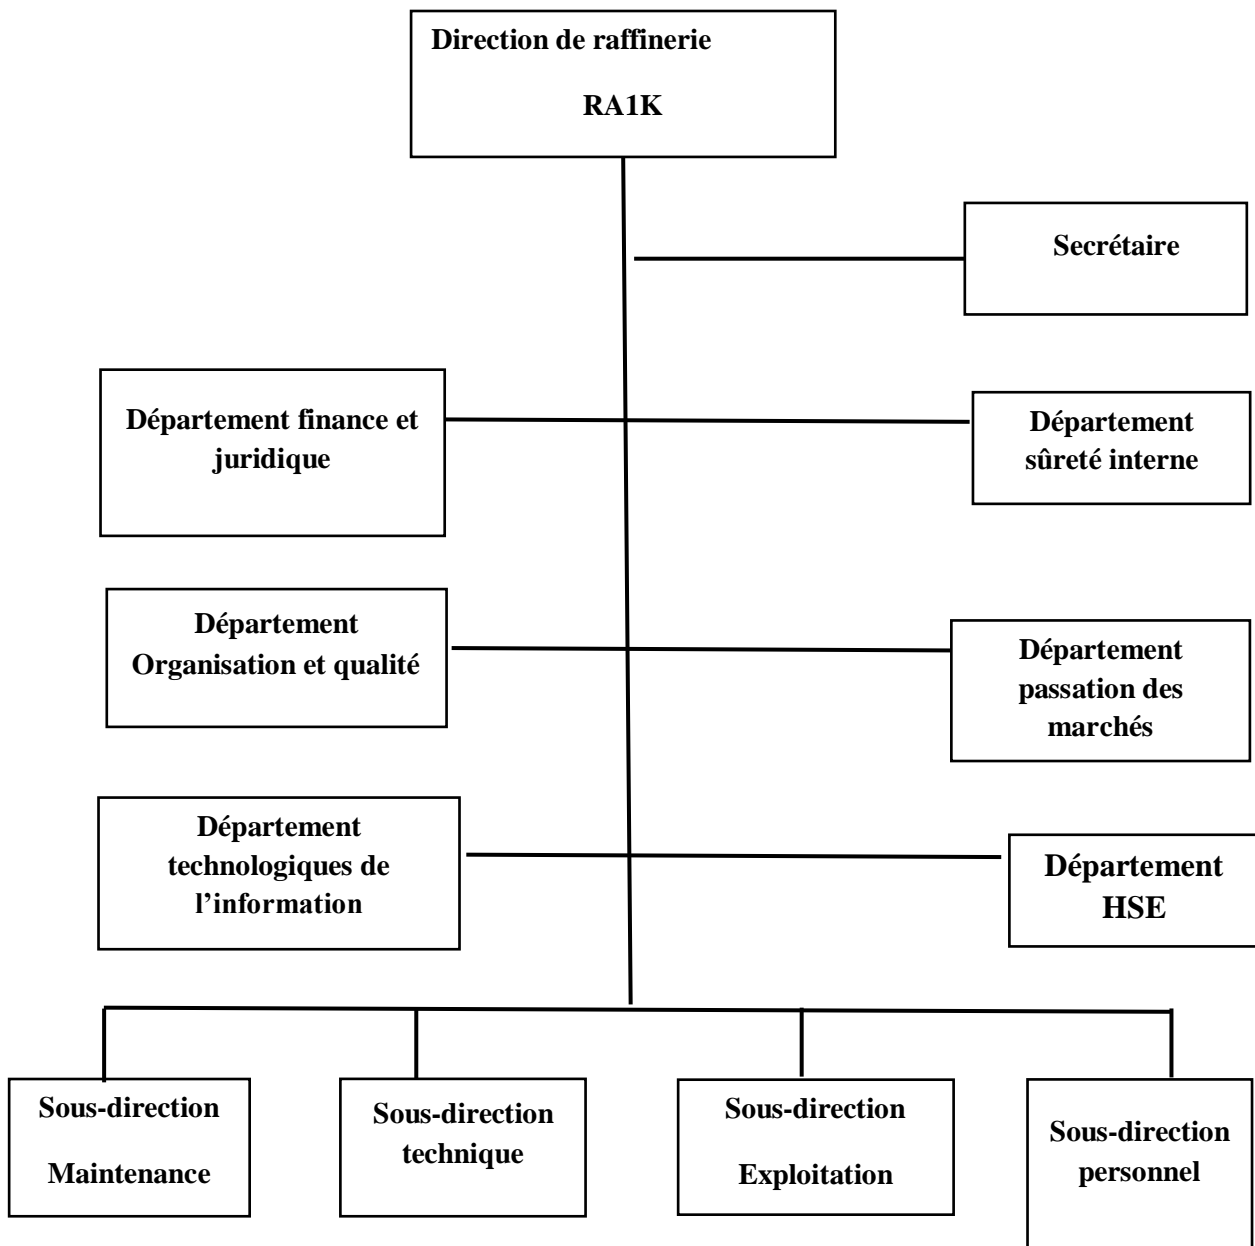 Direction de raffinerie
RA1K
Secrétaire
Département finance et
juridique
Département
sûreté interne
Département
Organisation et qualité
Département
passation des
marchés
Département
technologiques de
l’information
Département
HSE
Sous-direction
Maintenance
Sous-direction
technique
Sous-direction
Exploitation
Sous-direction
personnel